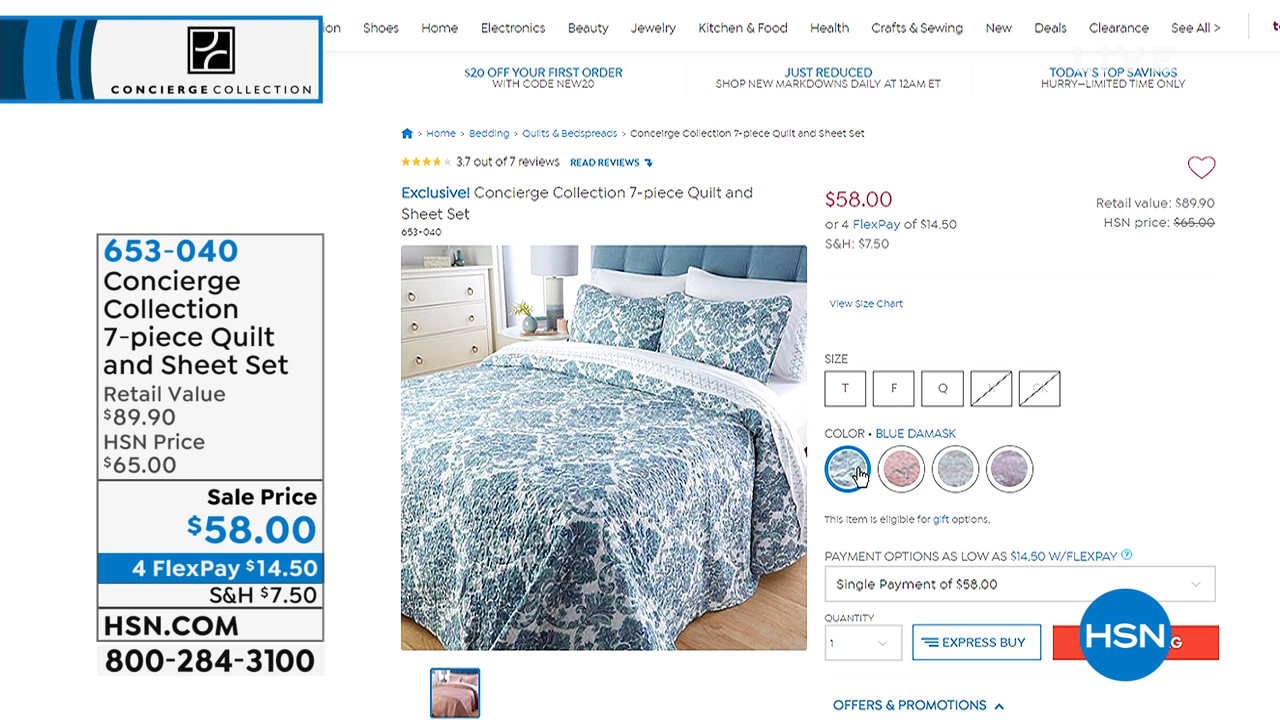 CONCIERGE COLLECTION
Shoes Home Electronics Beauty Jewelry Kitchen & Food Health Crafts & Sewing New Deals Clearance See All >
$20 OFF YOUR FIRST ORDER
WITH CODE NEW20
JUST REDUCED
SHOP NEW MARKDOWNS DAILY AT 12AM ET
LIVE
TODAY'S TOP SAVINGS
HURRY—LIMITED TIME ONLY
> Home > Bedding > Quilts & Bedspreads > Concierge Collection 7-piece Quilt and Sheet Set
3.7 out of 7 reviews READ REVIEWS
Exclusive! Concierge Collection 7-piece Quilt and
Sheet Set
653-040
$58.00
or 4 FlexPay of $14.50
S&H: $7.50
Retail value: $89.90
HSN price: $65.00
View Size Chart
SIZE
T F Q
COLOR • BLUE DAMASK
This item is eligible for gift options.
PAYMENT OPTIONS AS LOW AS $14.50 W/FLEXPAY ?
Single Payment of $58.00
QUANTITY
1
EXPRESS BUY
HSN
G
OFFERS & PROMOTIONS
653-040
Concierge
Collection
7-piece Quilt
and Sheet Set
Retail Value
$89.90
HSN Price
$65.00
Sale Price
$58.00
4 FlexPay $14.50
S&H $7.50
HSN.COM
800-284-3100